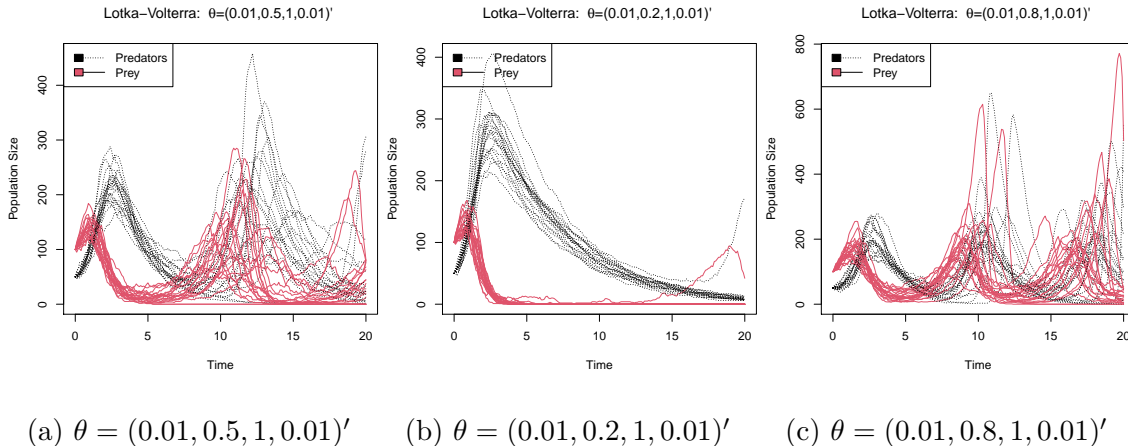 Lotka−Volterra: θ=(0.01,0.5,1,0.01)'
Predators
Prey
Population Size
400
300
200
100
0
0 5 10 15 20
Time
(a) θ = (0.01, 0.5, 1, 0.01)′
Lotka−Volterra: θ=(0.01,0.2,1,0.01)'
Predators
Prey
Population Size
400
300
200
100
0
0 5 10 15 20
Time
(b) θ = (0.01, 0.2, 1, 0.01)′
Lotka−Volterra: θ=(0.01,0.8,1,0.01)'
Predators
Prey
Population Size
800
600
400
200
0
0 5 10 15 20
Time
(c) θ = (0.01, 0.8, 1, 0.01)′